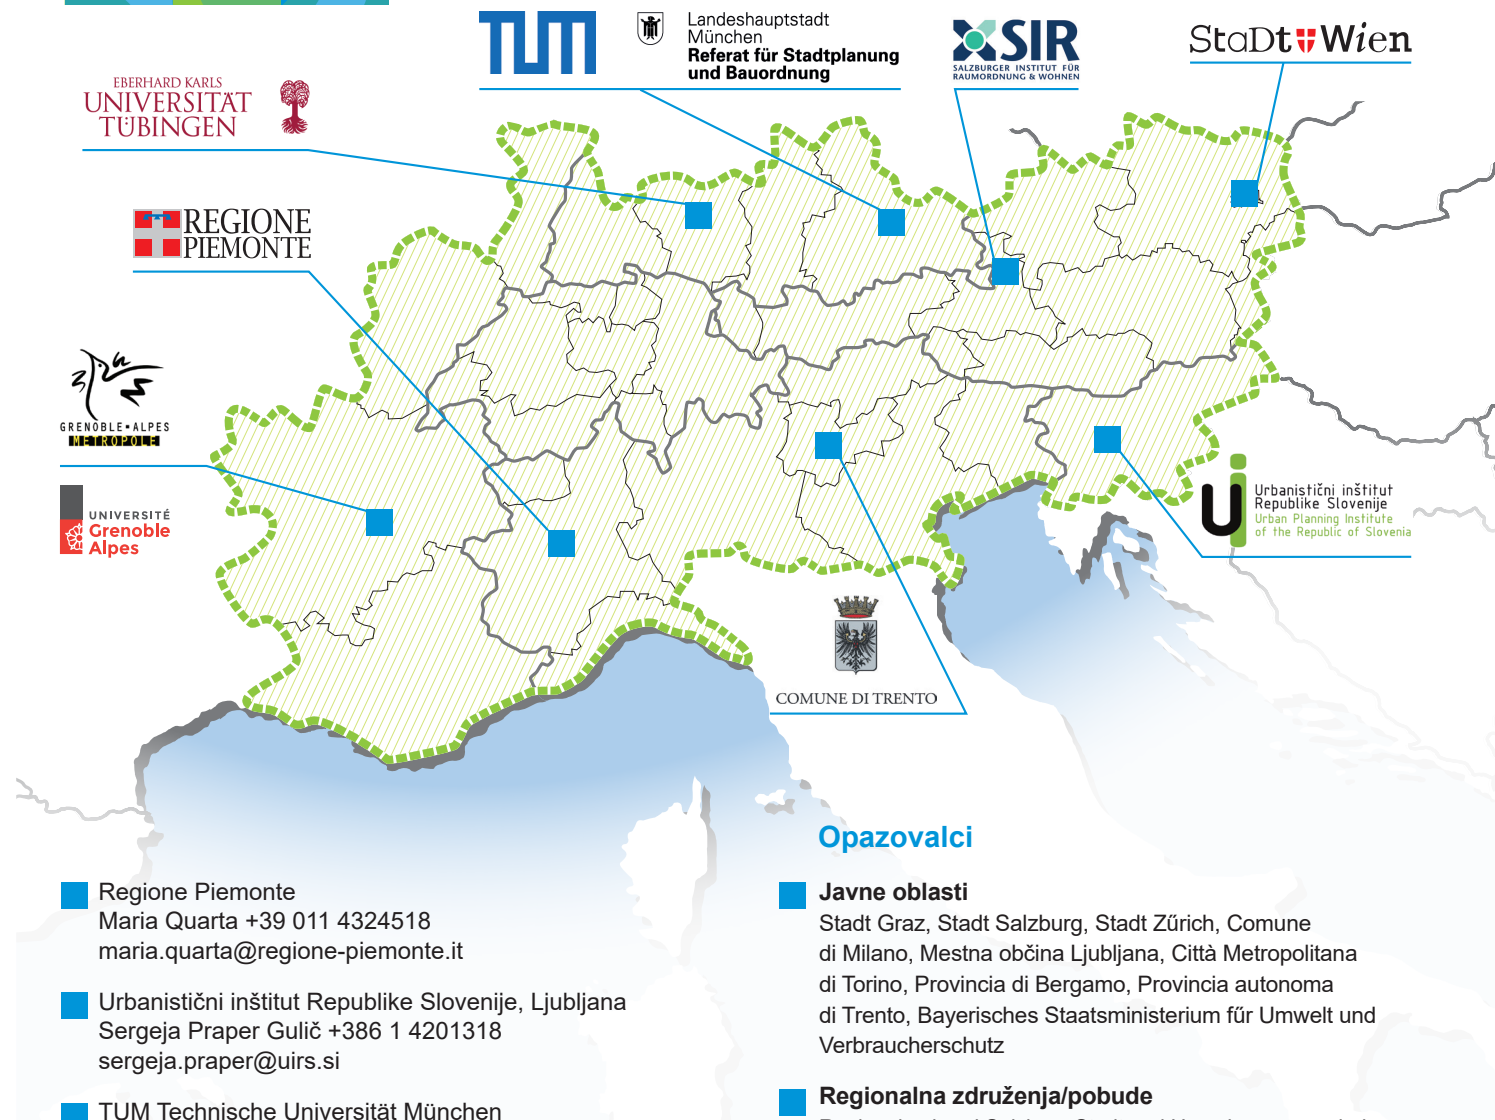 TUM
Landeshauptstadt
München
Referat für Stadtplanung
und Bauordnung
SIR
SALZBURGER INSTITUT FÜR
RAUMORDNUNG & WOHNEN
StaDt Wien
EBERHARD KARLS
UNIVERSITÄT
TÜBINGEN
REGIONE
PIEMONTE
GRENOBLE-ALPES
METROPOLE
UNIVERSITÉ
Grenoble
Alpes
Ui
Urbanistični inštitut
Republike Slovenije
Urban Planning Institute
of the Republic of Slovenia
COMUNE DI TRENTO
Regione Piemonte
Maria Quarta +39 011 4324518
maria.quarta@regione-piemonte.it
Urbanistični inštitut Republike Slovenije, Ljubljana
Sergeja Praper Gulič +386 1 4201318
sergeja.praper@uirs.si
TUM Technische Universität München
Opazovalci
Javne oblasti
Stadt Graz, Stadt Salzburg, Stadt Zűrich, Comune
di Milano, Mestna občina Ljubljana, Città Metropolitana
di Torino, Provincia di Bergamo, Provincia autonoma
di Trento, Bayerisches Staatsministerium fűr Umwelt und
Verbraucherschutz
Regionalna združenja/pobude